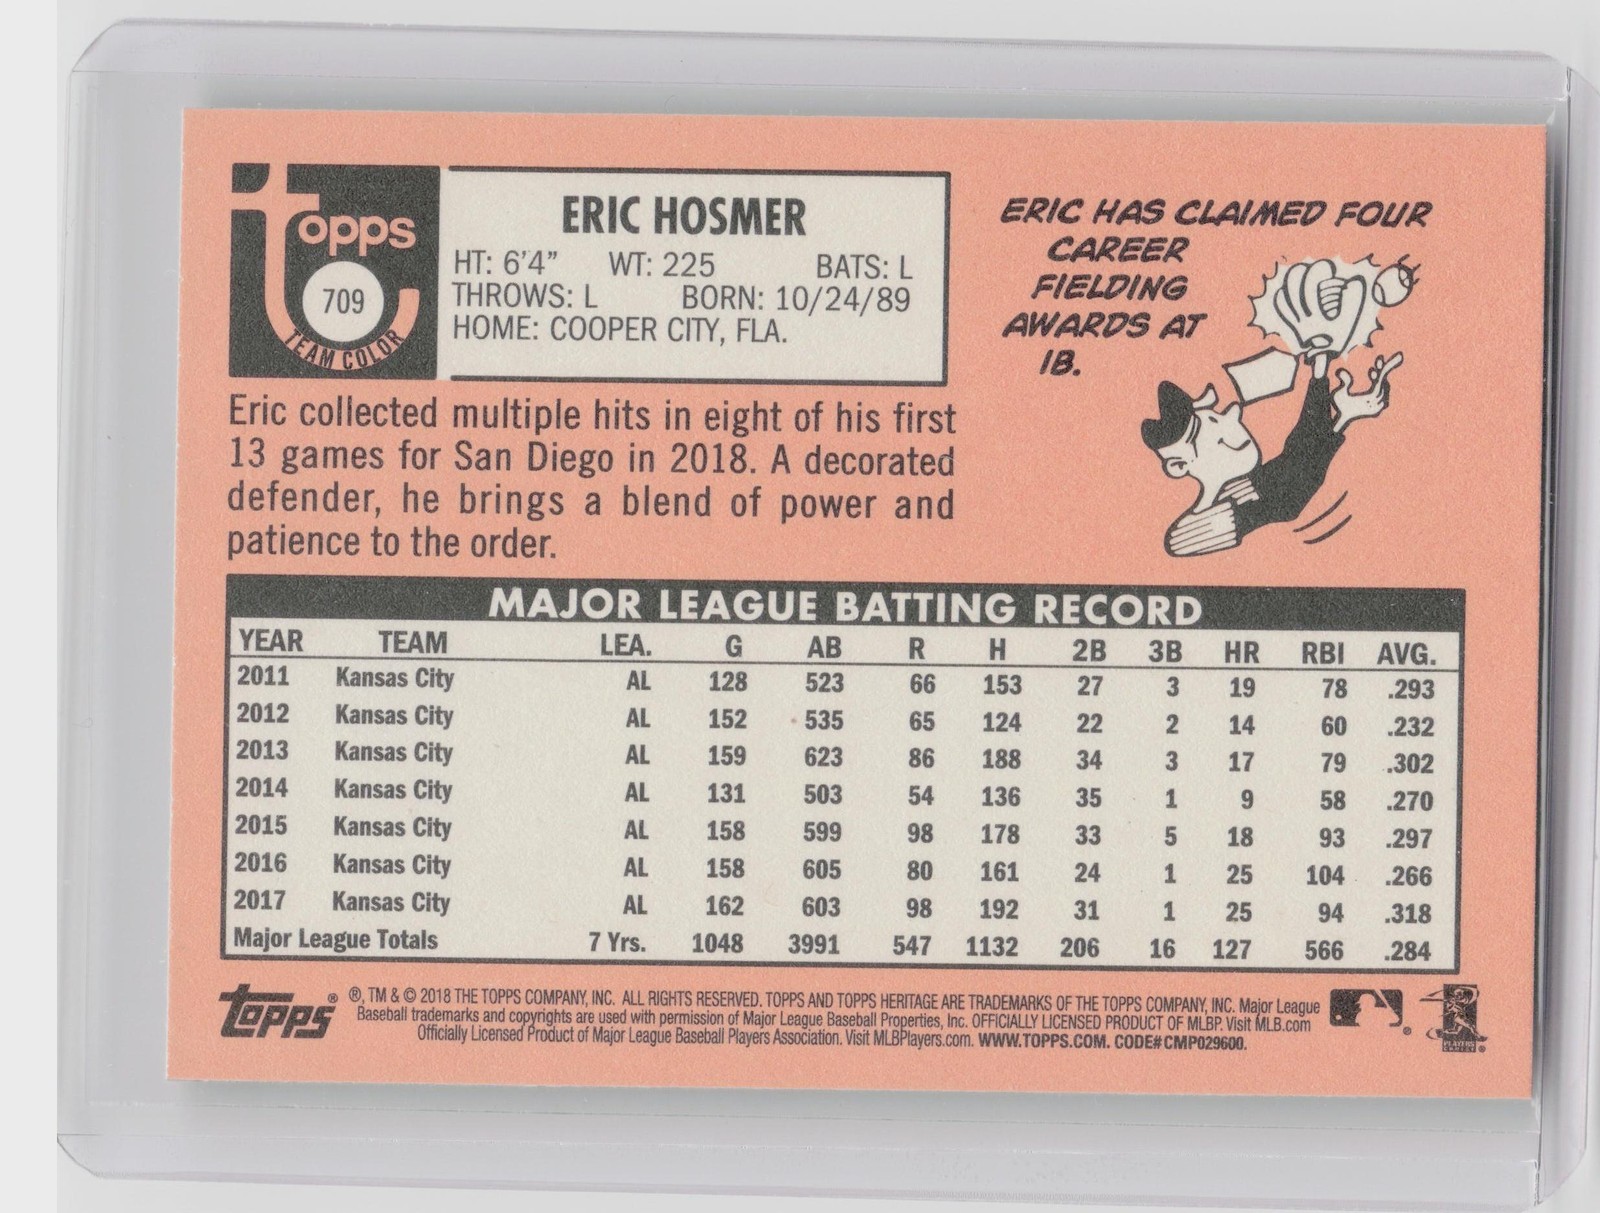 Topps
709
TEAM COLOR
ERIC HOSMER
HT: 6'4" WT: 225 BATS: L
THROWS: L BORN: 10/24/89
HOME: COOPER CITY, FLA.
ERIC HAS CLAIMED FOUR
CAREER
FIELDING
AWARDS AT
1B.
Eric collected multiple hits in eight of his first
13 games for San Diego in 2018. A decorated
defender, he brings a blend of power and
patience to the order.
MAJOR LEAGUE BATTING RECORD
YEAR TEAM LEA. G AB R H 2B 3B HR RBI AVG.
2011 Kansas City AL 128 523 66 153 27 3 19 78 .293
2012 Kansas City AL 152 535 65 124 22 2 14 60 .232
2013 Kansas City AL 159 623 86 188 34 3 17 79 .302
2014 Kansas City AL 131 503 54 136 35 1 9 58 .270
2015 Kansas City AL 158 599 98 178 33 5 18 93 .297
2016 Kansas City AL 158 605 80 161 24 1 25 104 .266
2017 Kansas City AL 162 603 98 192 31 1 25 94 .318
Major League Totals 7 Yrs. 1048 3991 547 1132 206 16 127 566 .284
Topps ® ®, TM & © 2018 THE TOPPS COMPANY, INC. ALL RIGHTS RESERVED. TOPPS AND TOPPS HERITAGE ARE TRADEMARKS OF THE TOPPS COMPANY, INC. Major League
Baseball trademarks and copyrights are used with permission of Major League Baseball Properties, Inc. OFFICIALLY LICENSED PRODUCT OF MLBP. Visit MLB.com
Officially Licensed Product of Major League Baseball Players Association. Visit MLBPlayers.com. WWW.TOPPS.COM. CODE#CMP029600.
PLAYERS
CHOICE